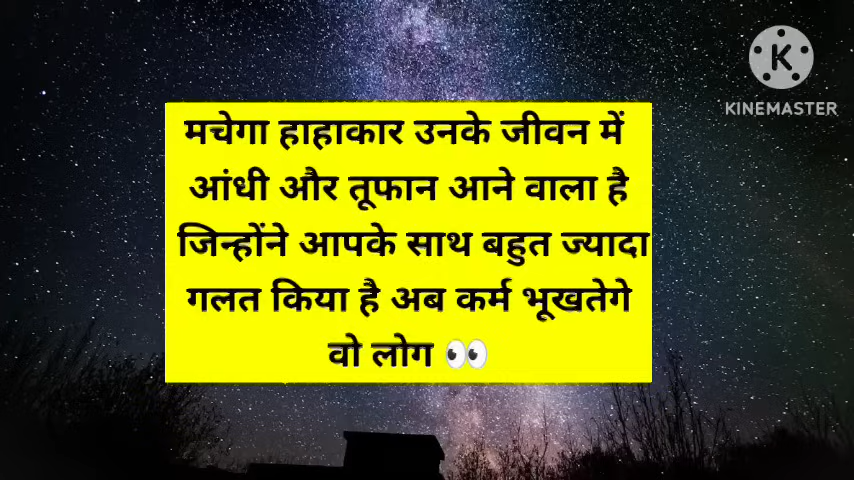 K
KINEMASTER
मचेगा हाहाकार उनके जीवन में
आंधी और तूफान आने वाला है
जिन्होंने आपके साथ बहुत ज्यादा
गलत किया है अब कर्म भूखतेगे
वो लोग 👀